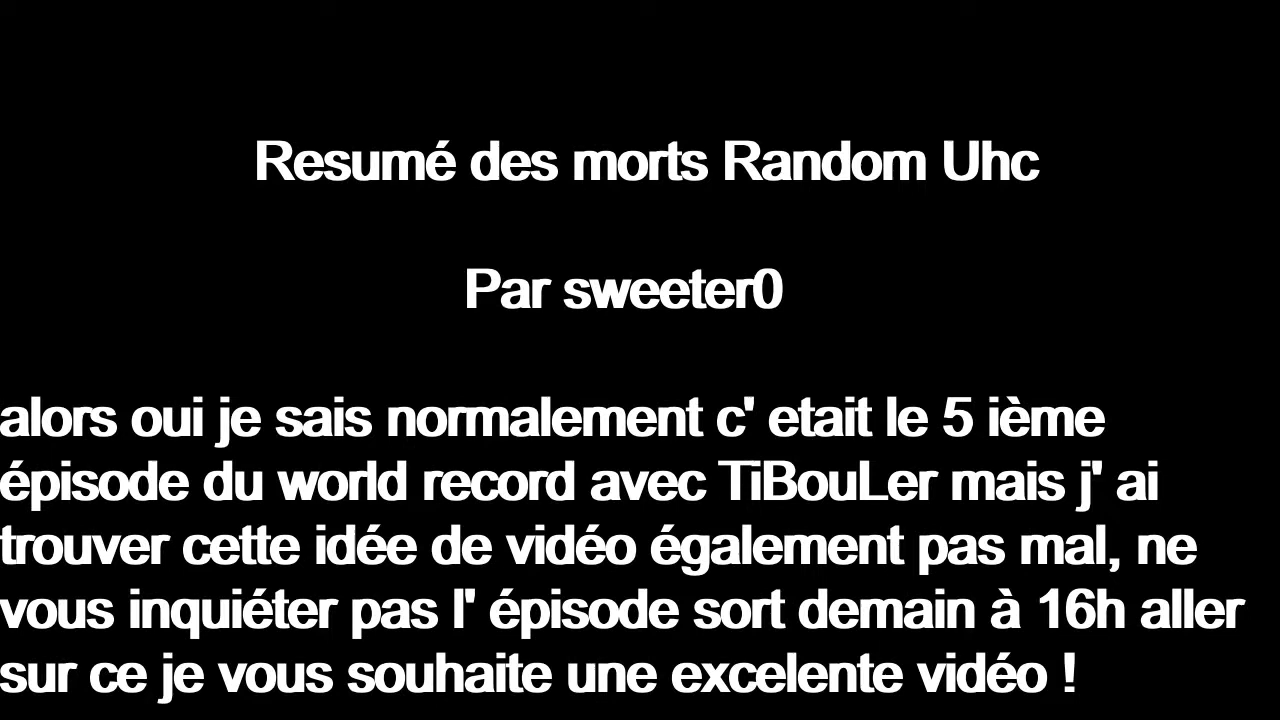 Resumé des morts Random Uhc
Par sweeter0
alors oui je sais normalement c' etait le 5 ième
épisode du world record avec TiBouLer mais j' ai
trouver cette idée de vidéo également pas mal, ne
vous inquiéter pas l' épisode sort demain à 16h aller
sur ce je vous souhaite une excelente vidéo !